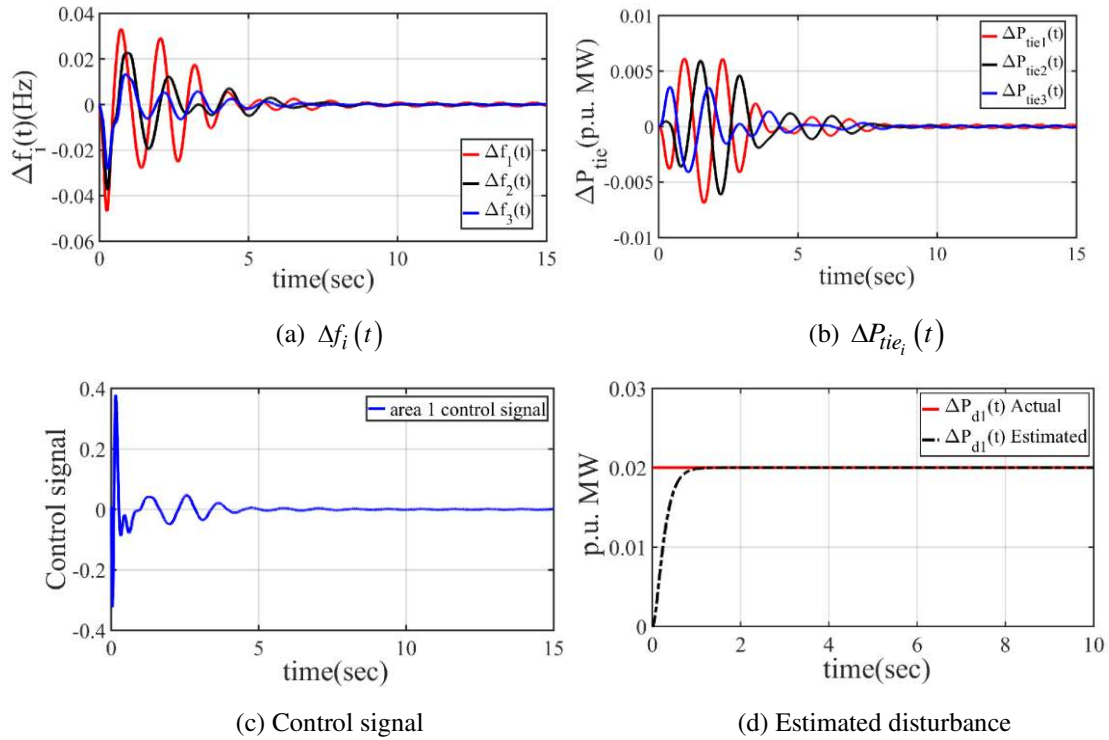 0.04
0.02
0
-0.02
-0.04
-0.06
Δf_i(t)(Hz)
Δf_1(t)
Δf_2(t)
Δf_3(t)
0 5 10 15
time(sec)
(a) Δf_i(t)
0.01
0.005
0
-0.005
-0.01
ΔP_tie(p.u. MW)
ΔP_tie1(t)
ΔP_tie2(t)
ΔP_tie3(t)
0 5 10 15
time(sec)
(b) ΔP_tie_i(t)
0.4
0.2
0
-0.2
-0.4
Control signal
area 1 control signal
0 5 10 15
time(sec)
(c) Control signal
0.03
0.02
0.01
0
p.u. MW
ΔP_d1(t) Actual
ΔP_d1(t) Estimated
0 2 4 6 8 10
time(sec)
(d) Estimated disturbance